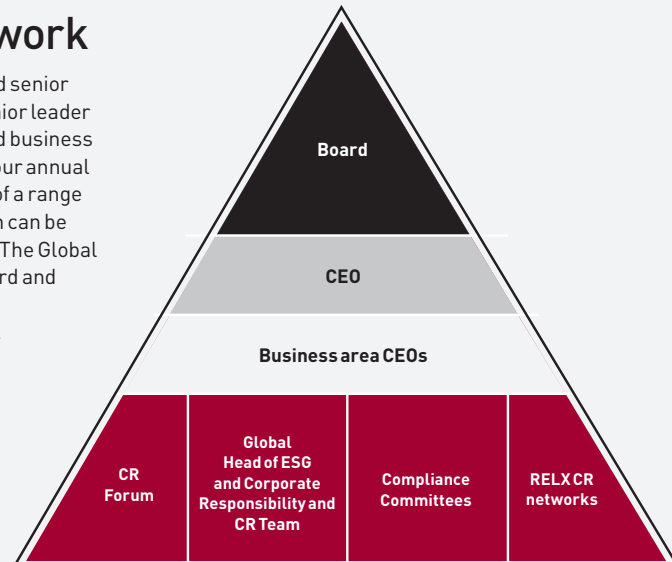 work
d senior
nior leader
d business
our annual
of a range
n can be
The Global
rd and
Board
CEO
Business area CEOs
CR
Forum
Global
Head of ESG
and Corporate
Responsibility and
CR Team
Compliance
Committees
RELX CR
networks